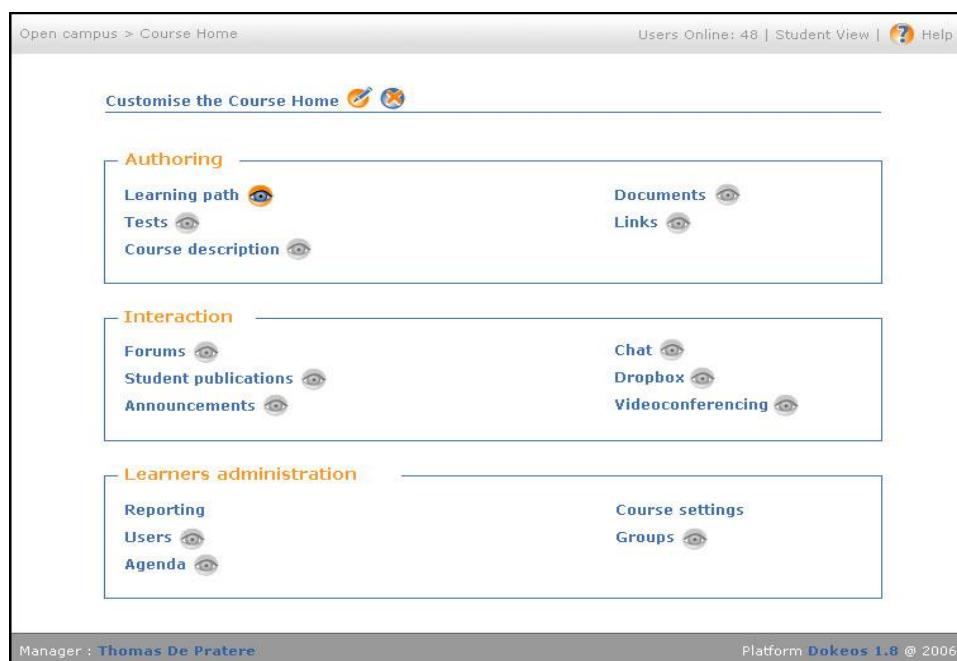 Open campus > Course Home
Users Online: 48 | Student View | Help
Customise the Course Home
Authoring
Learning path
Documents
Tests
Links
Course description
Interaction
Forums
Chat
Student publications
Dropbox
Announcements
Videoconferencing
Learners administration
Reporting
Course settings
Users
Groups
Agenda
Manager : Thomas De Pratere
Platform Dokeos 1.8 @ 2006